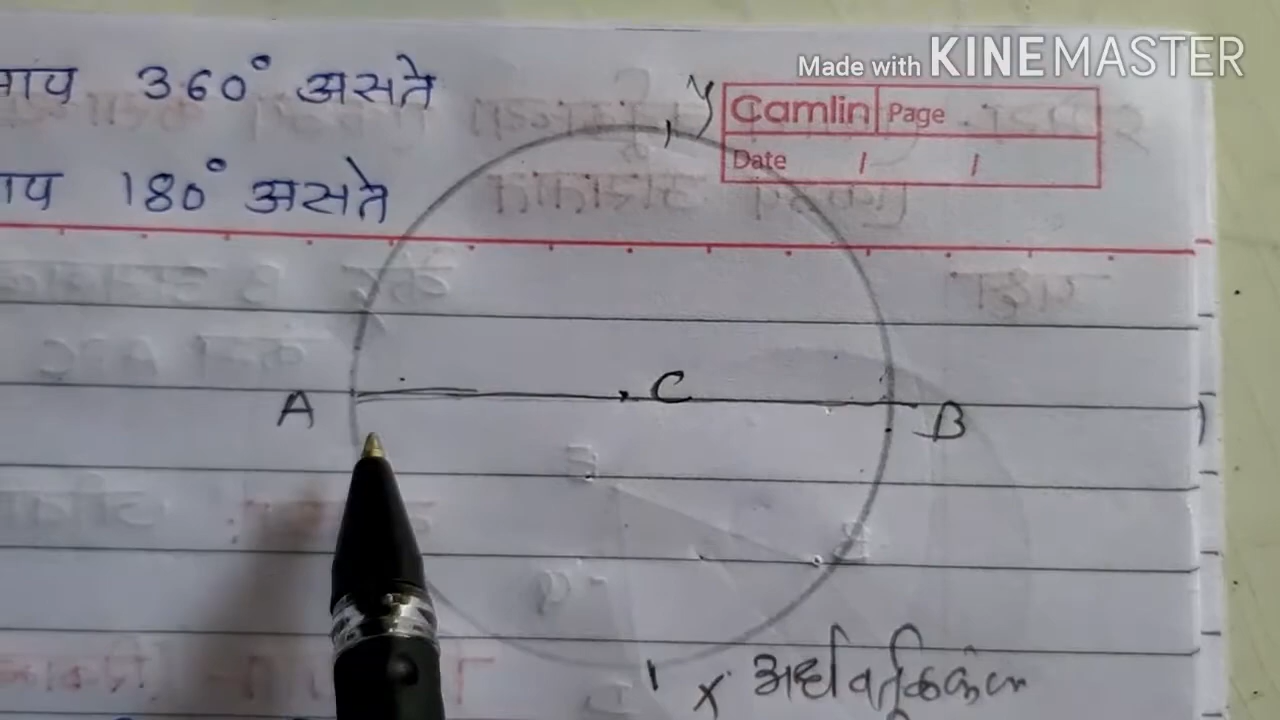 Made with KINEMASTER
360° असते
180° असते
y
Camlin Page
Date / /
A
C
B
x अर्धवर्तुळकंस